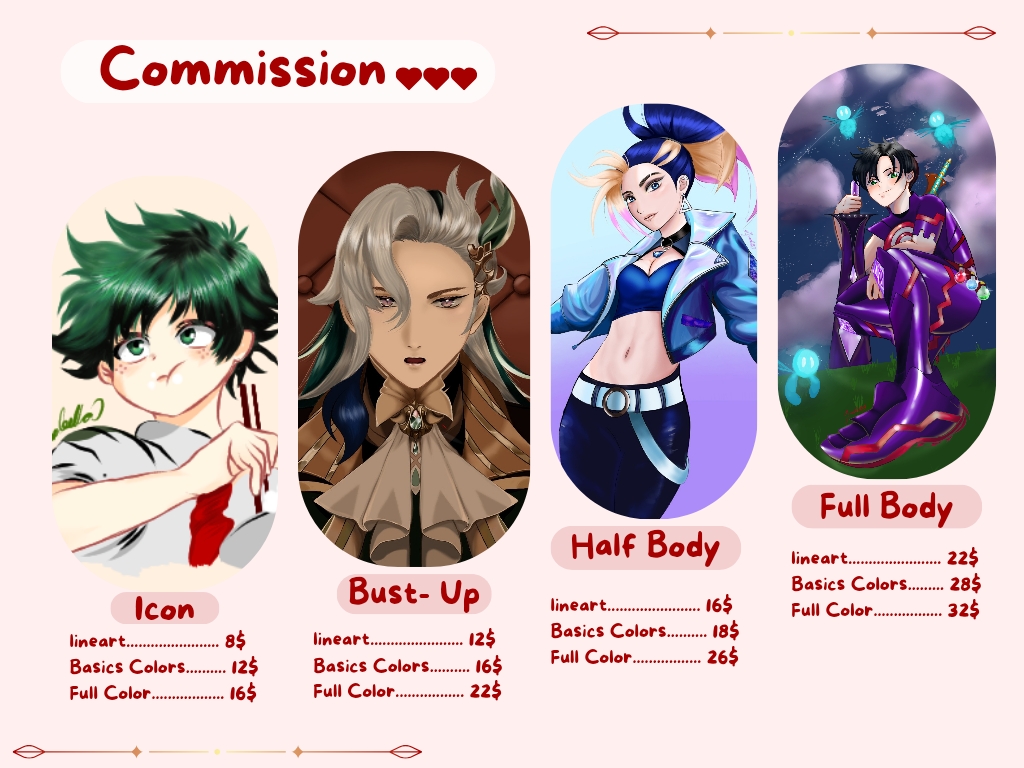 Commission ♥♥♥
Icon
lineart....................... 8$
Basics Colors.......... 12$
Full Color.................. 16$
Bust- Up
lineart....................... 12$
Basics Colors.......... 16$
Full Color................. 22$
Half Body
lineart....................... 16$
Basics Colors.......... 18$
Full Color................. 26$
Full Body
lineart....................... 22$
Basics Colors......... 28$
Full Color................. 32$